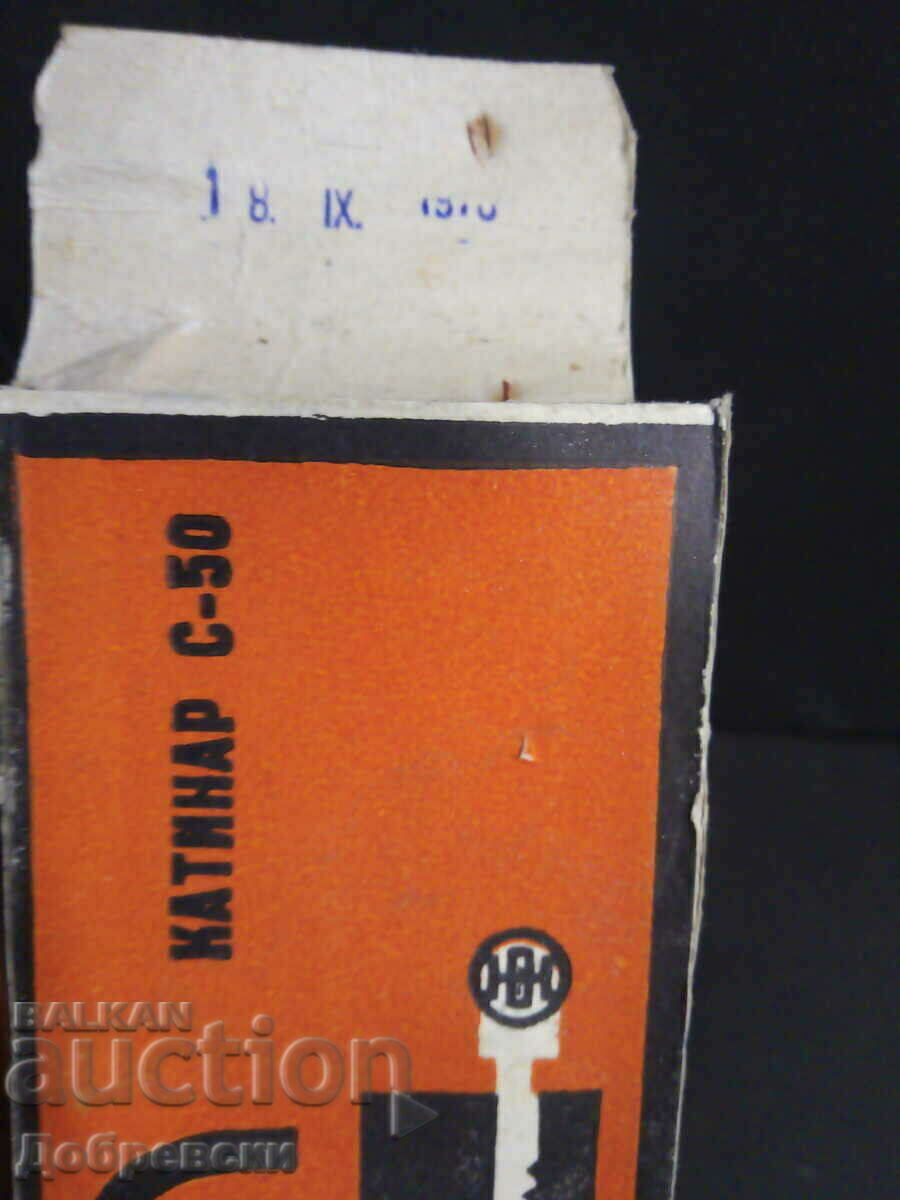 18. IX.
КАТИНАР С-50
BALKAN
auction
Добревски